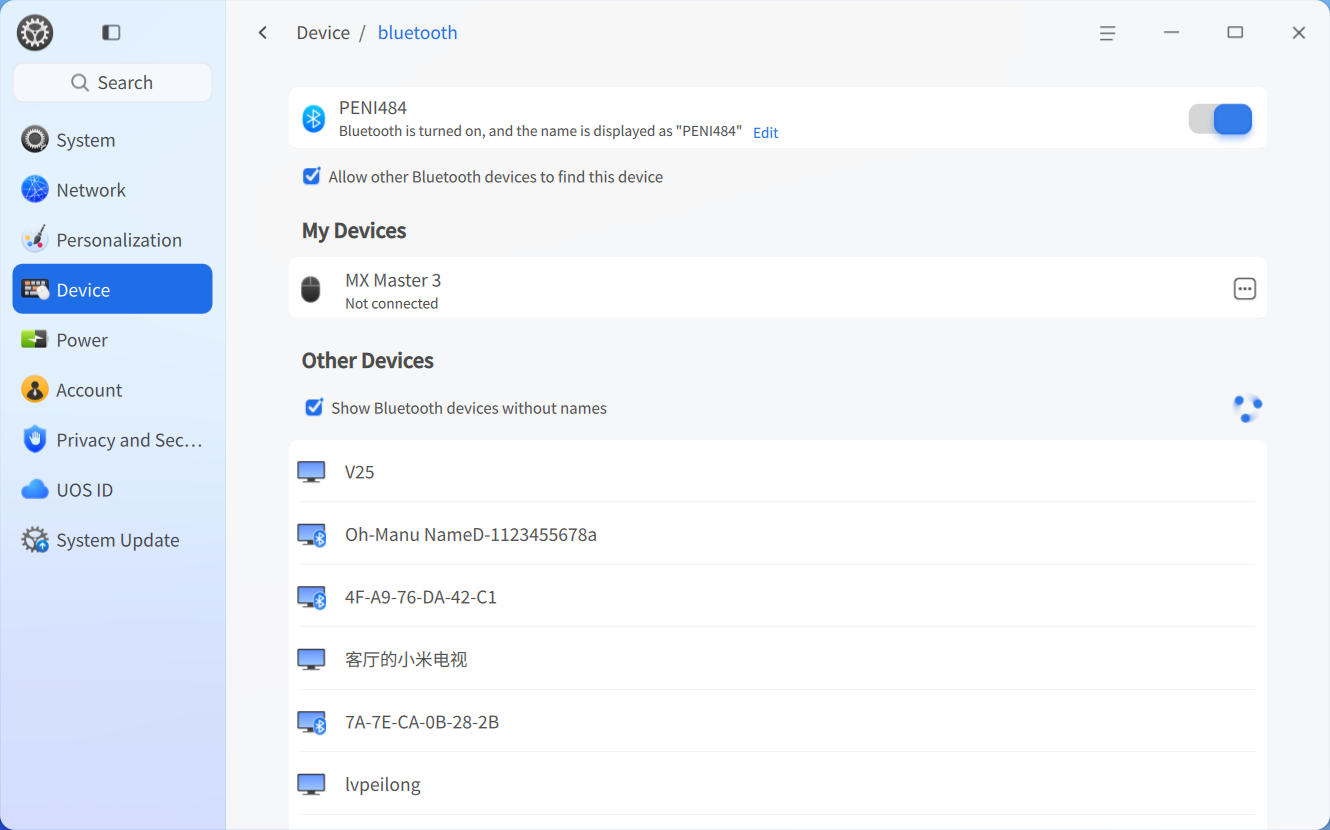 Device / bluetooth
Search
System
Network
Personalization
Device
Power
Account
Privacy and Sec...
UOS ID
System Update
PENI484
Bluetooth is turned on, and the name is displayed as "PENI484" Edit
Allow other Bluetooth devices to find this device
My Devices
MX Master 3
Not connected
Other Devices
Show Bluetooth devices without names
V25
Oh-Manu NameD-1123455678a
4F-A9-76-DA-42-C1
客厅的小米电视
7A-7E-CA-0B-28-2B
lvpeilong